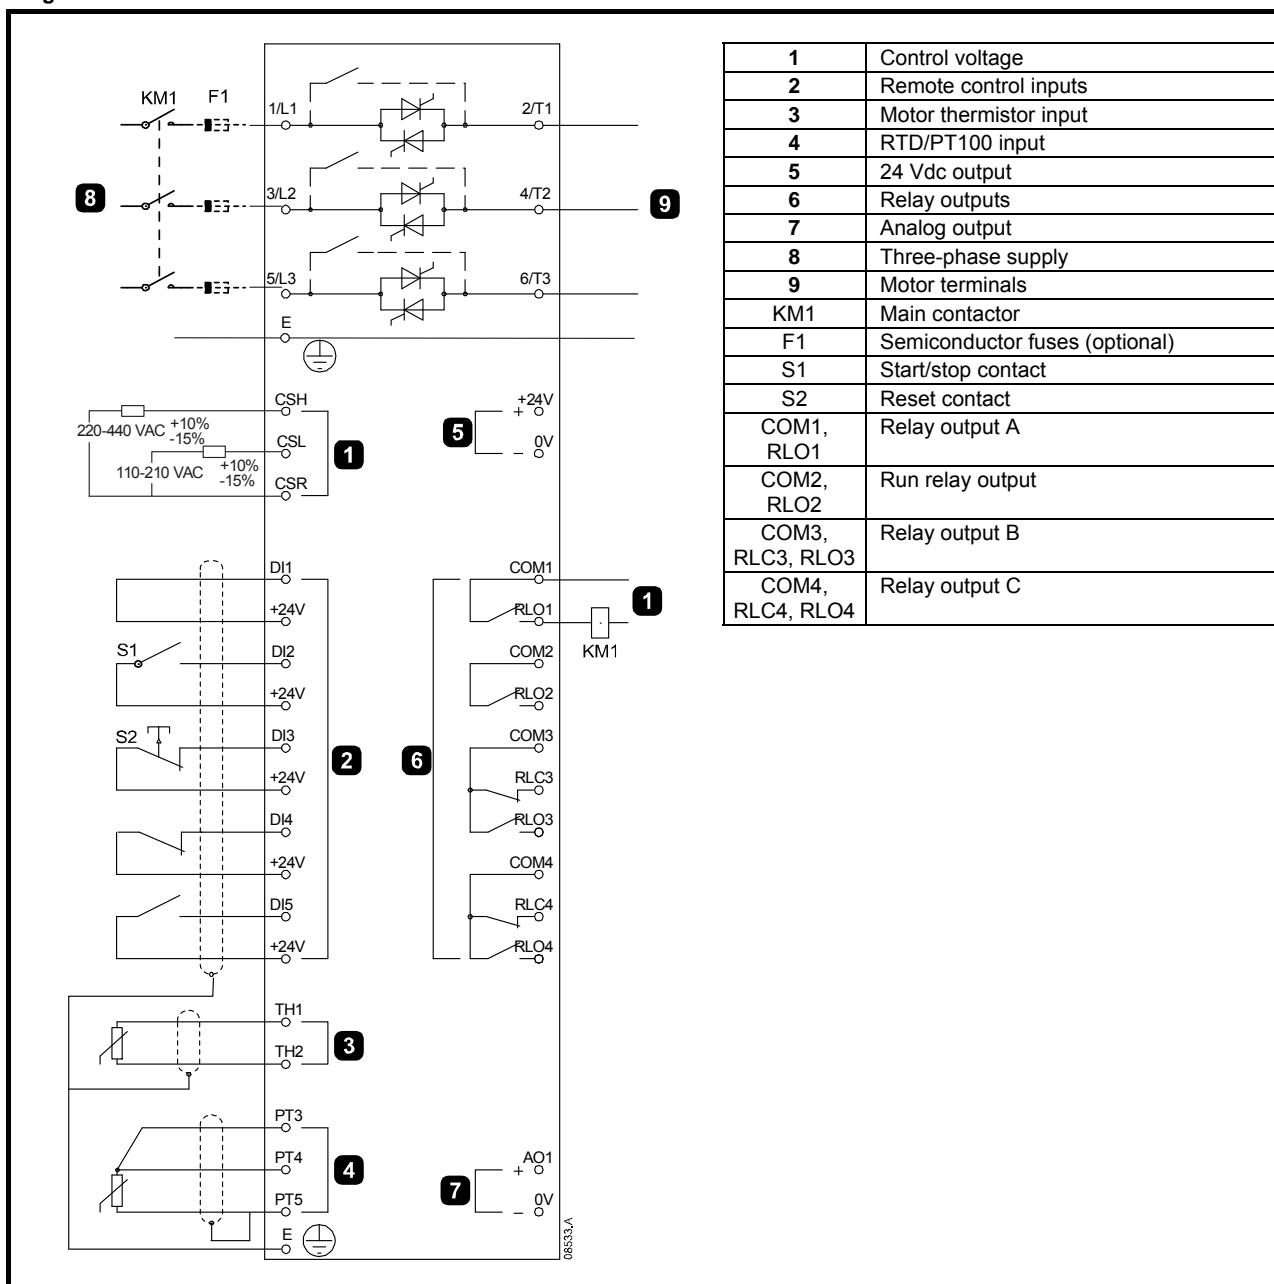 KM1 F1
1/L1 2/T1
3/L2 4/T2
8 9
5/L3 6/T3
E
CSH +24V
+
220-440 VAC +10% -15%
5
CSL 0V
1
110-210 VAC +10% -15%
–
CSR
DI1 COM1
1
+24V RLO1
KM1
S1 DI2 COM2
+24V RLO2
S2 DI3 COM3
2 6
+24V RLC3
DI4 RLO3
+24V COM4
DI5 RLC4
+24V RLO4
TH1
3
TH2
PT3
PT4 AO1
+
4 7
PT5 0V
–
E
08533.A
1 Control voltage
2 Remote control inputs
3 Motor thermistor input
4 RTD/PT100 input
5 24 Vdc output
6 Relay outputs
7 Analog output
8 Three-phase supply
9 Motor terminals
KM1 Main contactor
F1 Semiconductor fuses (optional)
S1 Start/stop contact
S2 Reset contact
COM1, Relay output A
RLO1
COM2, Run relay output
RLO2
COM3, Relay output B
RLC3, RLO3
COM4, Relay output C
RLC4, RLO4